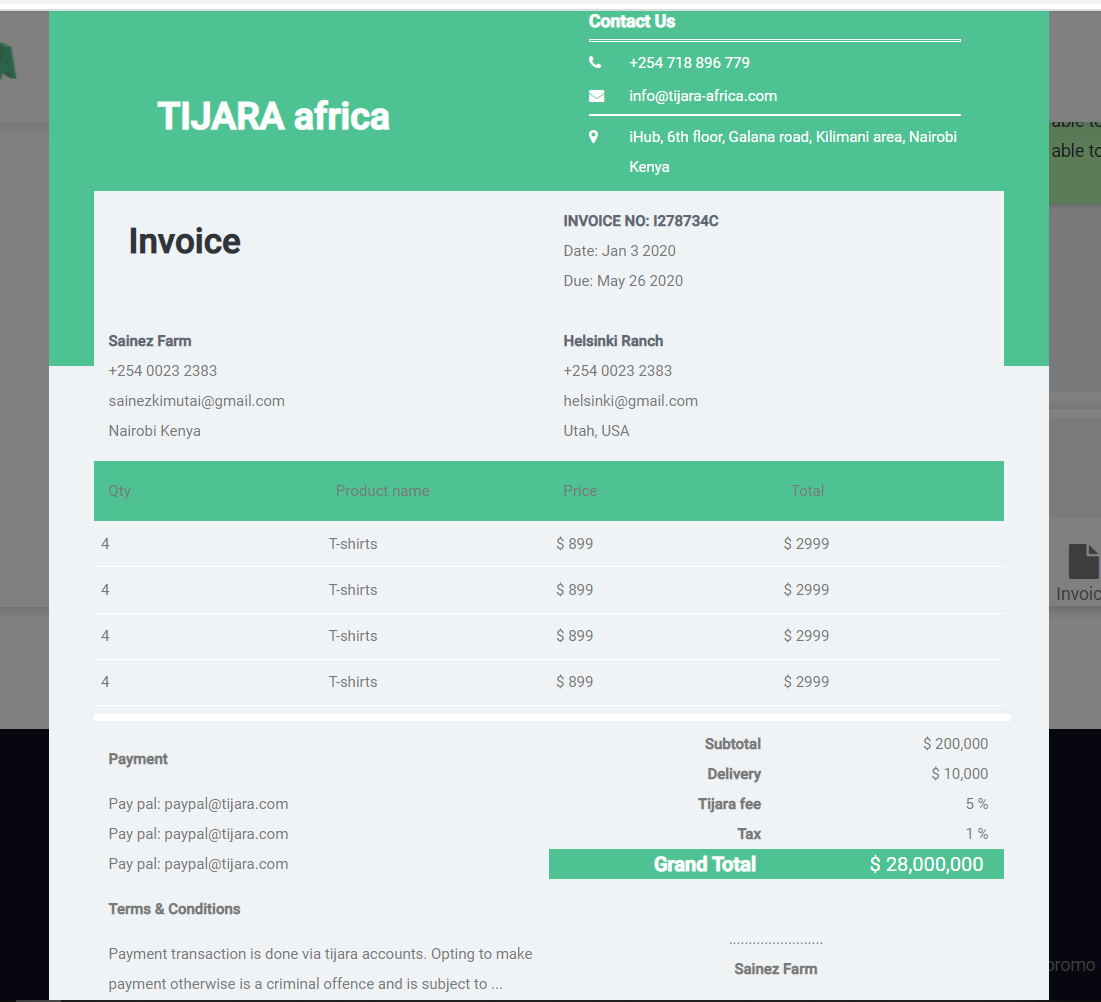 Contact Us
+254 718 896 779
info@tijara-africa.com
TIJARA africa
iHub, 6th floor, Galana road, Kilimani area, Nairobi
Kenya
able to
able to
Invoice
INVOICE NO: I278734C
Date: Jan 3 2020
Due: May 26 2020
Sainez Farm
+254 0023 2383
sainezkimutai@gmail.com
Nairobi Kenya
Helsinki Ranch
+254 0023 2383
helsinki@gmail.com
Utah, USA
Qty Product name Price Total
4 T-shirts $ 899 $ 2999
4 T-shirts $ 899 $ 2999
4 T-shirts $ 899 $ 2999
4 T-shirts $ 899 $ 2999
Invoic
Payment
Pay pal: paypal@tijara.com
Pay pal: paypal@tijara.com
Pay pal: paypal@tijara.com
Subtotal $ 200,000
Delivery $ 10,000
Tijara fee 5 %
Tax 1 %
Grand Total $ 28,000,000
Terms & Conditions
Payment transaction is done via tijara accounts. Opting to make
payment otherwise is a criminal offence and is subject to ...
........................
Sainez Farm
promo